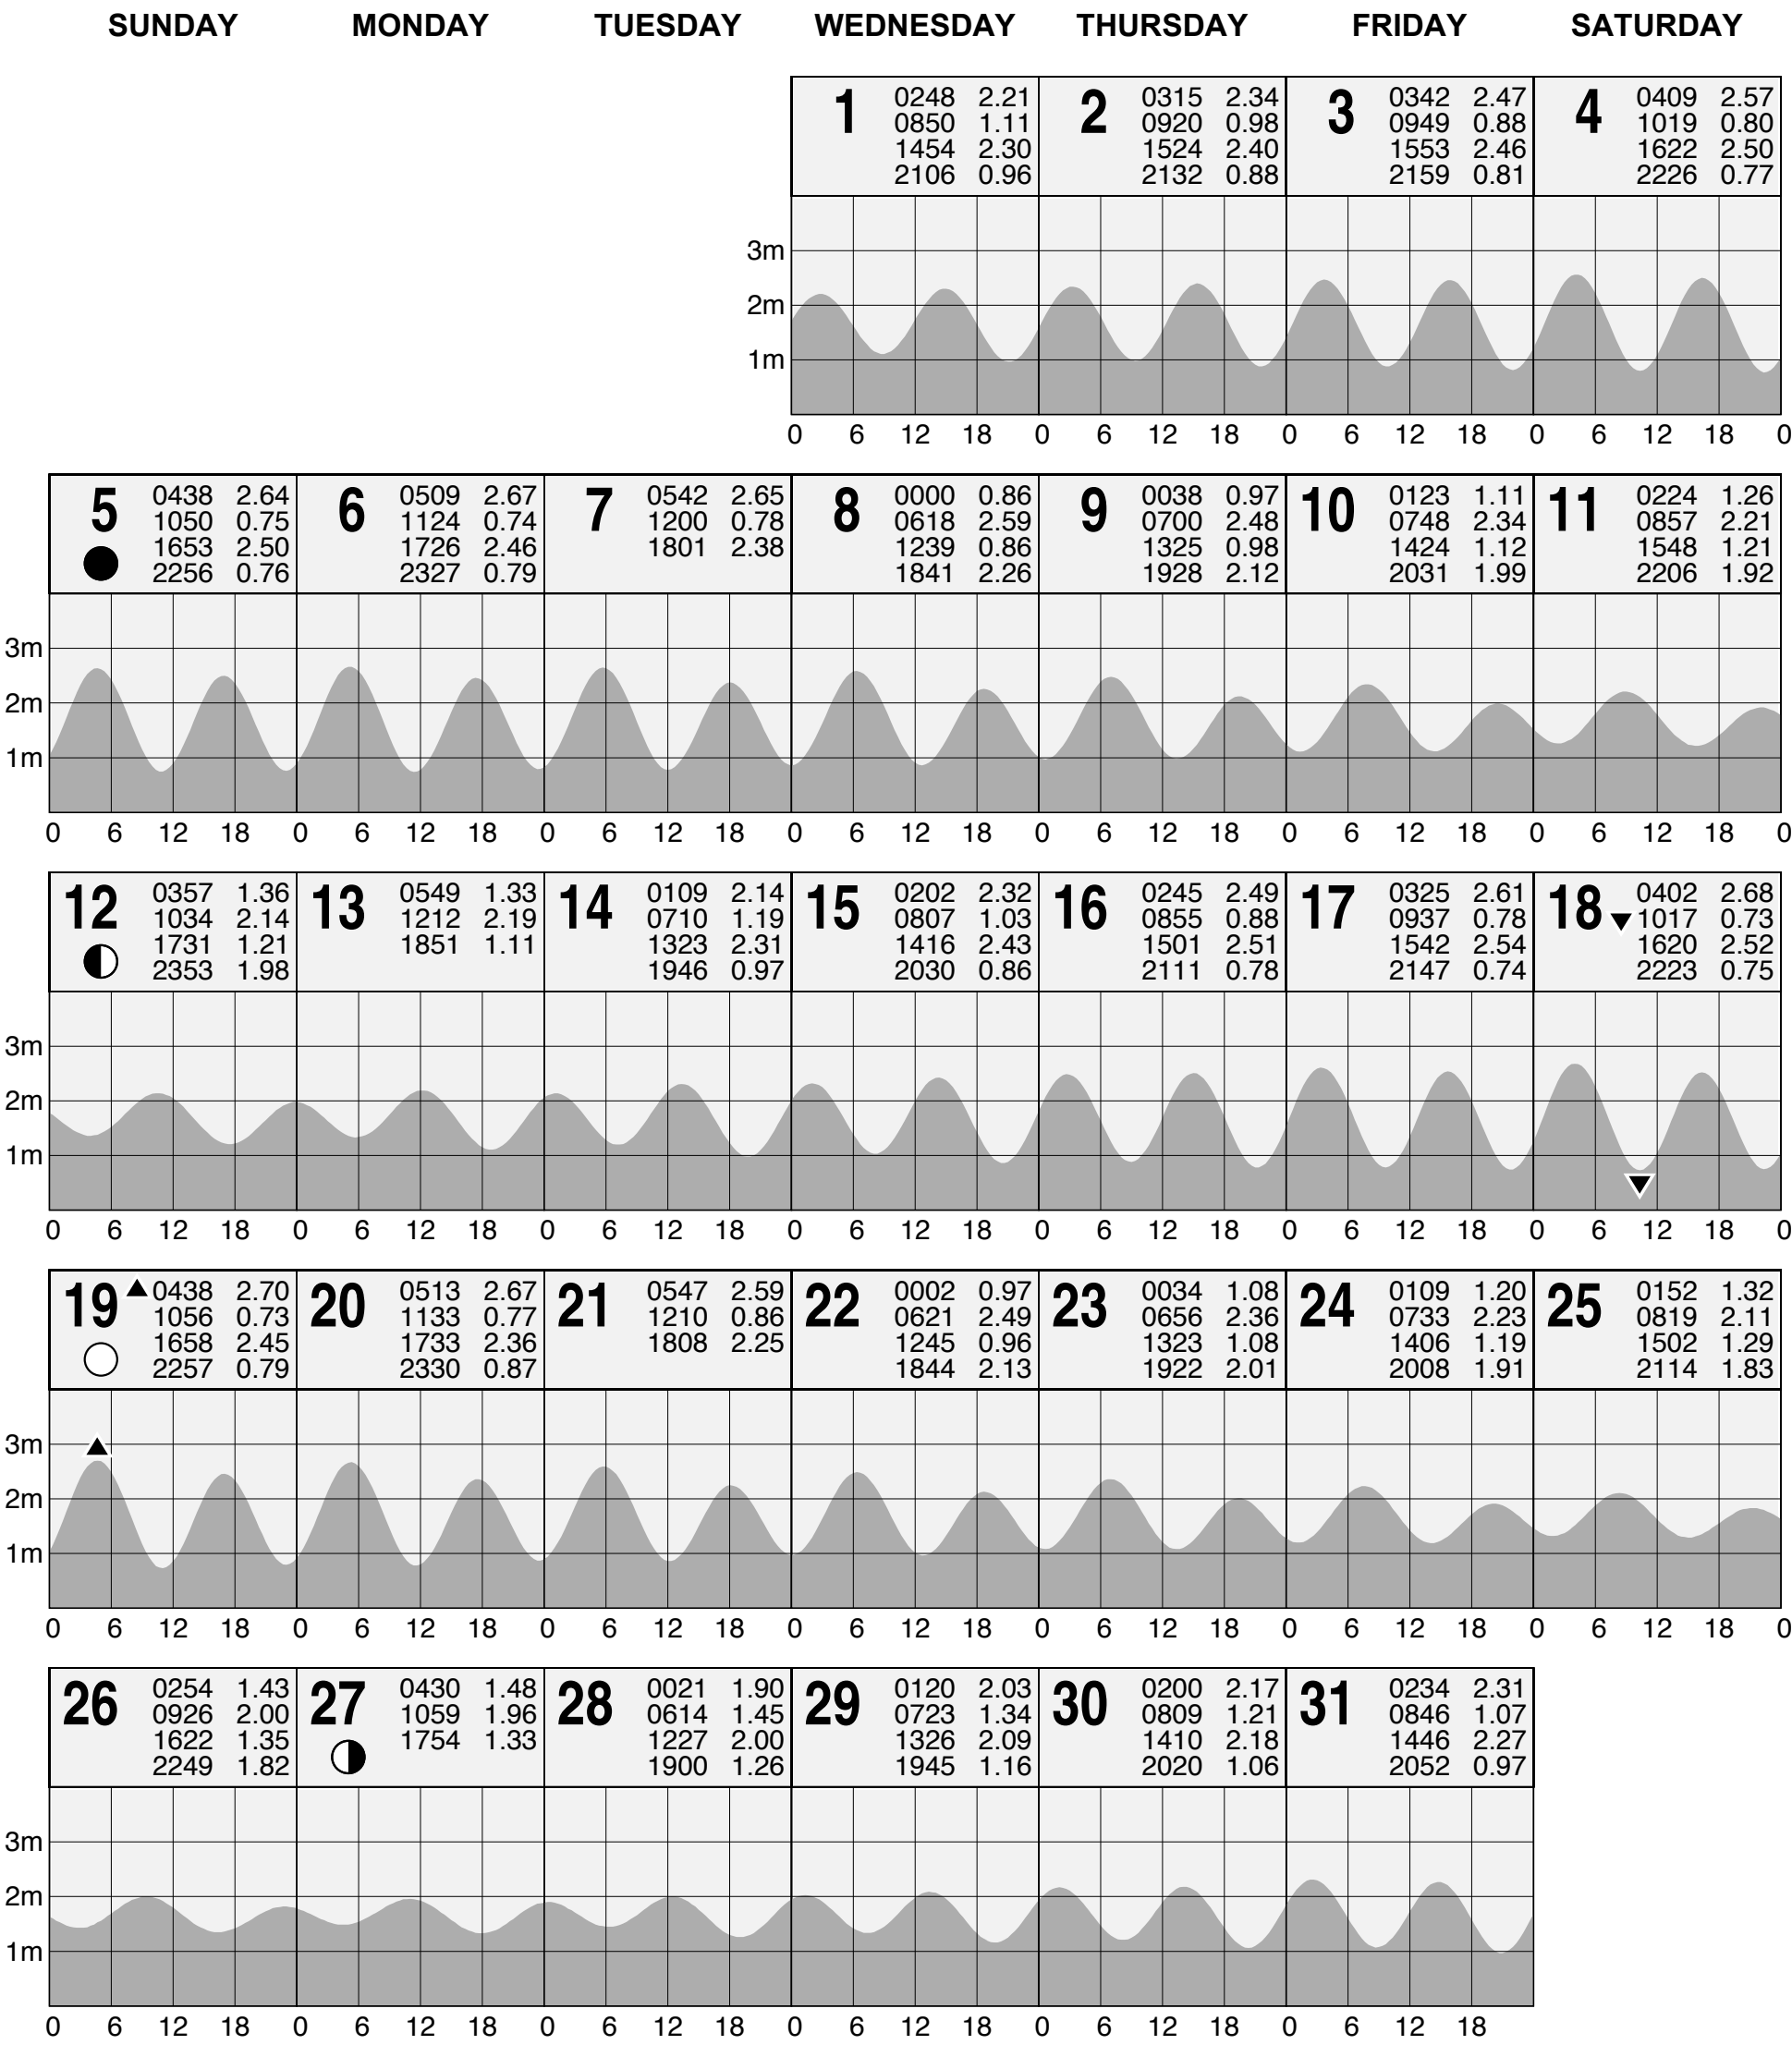 SUNDAY MONDAY TUESDAY WEDNESDAY THURSDAY FRIDAY SATURDAY
1 0248 2.21 2 0315 2.34 3 0342 2.47 4 0409 2.57
0850 1.11 0920 0.98 0949 0.88 1019 0.80
1454 2.30 1524 2.40 1553 2.46 1622 2.50
2106 0.96 2132 0.88 2159 0.81 2226 0.77
3m
2m
1m
0 6 12 18 0 6 12 18 0 6 12 18 0 6 12 18 0
5 0438 2.64 6 0509 2.67 7 0542 2.65 8 0000 0.86 9 0038 0.97 10 0123 1.11 11 0224 1.26
1050 0.75 1124 0.74 1200 0.78 0618 2.59 0700 2.48 0748 2.34 0857 2.21
1653 2.50 1726 2.46 1801 2.38 1239 0.86 1325 0.98 1424 1.12 1548 1.21
2256 0.76 2327 0.79 1841 2.26 1928 2.12 2031 1.99 2206 1.92
3m
2m
1m
0 6 12 18 0 6 12 18 0 6 12 18 0 6 12 18 0 6 12 18 0 6 12 18 0 6 12 18 0
12 0357 1.36 13 0549 1.33 14 0109 2.14 15 0202 2.32 16 0245 2.49 17 0325 2.61 18 0402 2.68
1034 2.14 1212 2.19 0710 1.19 0807 1.03 0855 0.88 0937 0.78 1017 0.73
1731 1.21 1851 1.11 1323 2.31 1416 2.43 1501 2.51 1542 2.54 1620 2.52
2353 1.98 1946 0.97 2030 0.86 2111 0.78 2147 0.74 2223 0.75
3m
2m
1m
0 6 12 18 0 6 12 18 0 6 12 18 0 6 12 18 0 6 12 18 0 6 12 18 0 6 12 18 0
19 0438 2.70 20 0513 2.67 21 0547 2.59 22 0002 0.97 23 0034 1.08 24 0109 1.20 25 0152 1.32
1056 0.73 1133 0.77 1210 0.86 0621 2.49 0656 2.36 0733 2.23 0819 2.11
1658 2.45 1733 2.36 1808 2.25 1245 0.96 1323 1.08 1406 1.19 1502 1.29
2257 0.79 2330 0.87 1844 2.13 1922 2.01 2008 1.91 2114 1.83
3m
2m
1m
0 6 12 18 0 6 12 18 0 6 12 18 0 6 12 18 0 6 12 18 0 6 12 18 0 6 12 18 0
26 0254 1.43 27 0430 1.48 28 0021 1.90 29 0120 2.03 30 0200 2.17 31 0234 2.31
0926 2.00 1059 1.96 0614 1.45 0723 1.34 0809 1.21 0846 1.07
1622 1.35 1754 1.33 1227 2.00 1326 2.09 1410 2.18 1446 2.27
2249 1.82 1900 1.26 1945 1.16 2020 1.06 2052 0.97
3m
2m
1m
0 6 12 18 0 6 12 18 0 6 12 18 0 6 12 18 0 6 12 18 0 6 12 18